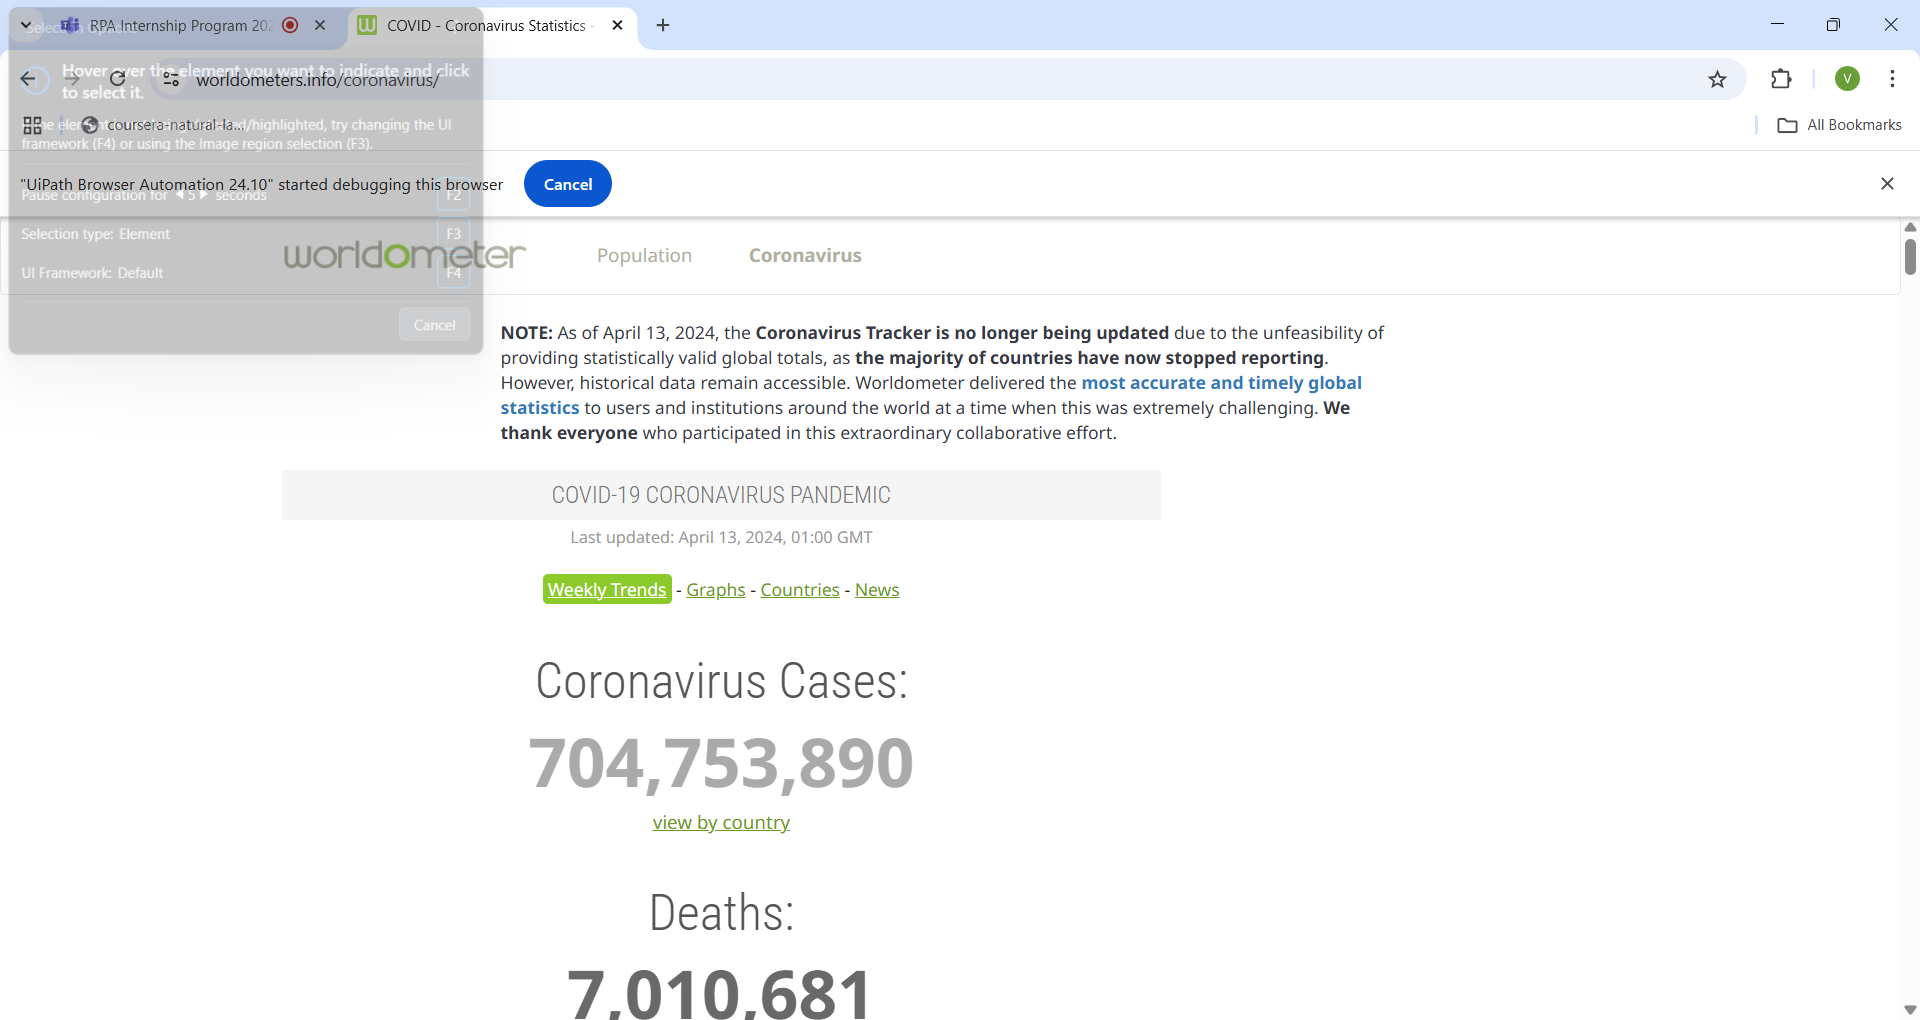 RPA Internship Program 202
COVID - Coronavirus Statistics -
Selection Options
Hover over the element you want to indicate and click
to select it.
worldometers.info/coronavirus/
V
coursera-natural-la...
highlighted, try changing the UI
framework (F4) or using the Image region selection (F3).
All Bookmarks
"UiPath Browser Automation 24.10" started debugging this browser
Cancel
Pause configuration for 5 seconds
F2
Selection type: Element
F3
UI Framework: Default
F4
Cancel
worldometer
Population
Coronavirus
NOTE: As of April 13, 2024, the Coronavirus Tracker is no longer being updated due to the unfeasibility of
providing statistically valid global totals, as the majority of countries have now stopped reporting.
However, historical data remain accessible. Worldometer delivered the most accurate and timely global
statistics to users and institutions around the world at a time when this was extremely challenging. We
thank everyone who participated in this extraordinary collaborative effort.
COVID-19 CORONAVIRUS PANDEMIC
Last updated: April 13, 2024, 01:00 GMT
Weekly Trends - Graphs - Countries - News
Coronavirus Cases:
704,753,890
view by country
Deaths:
7,010,681